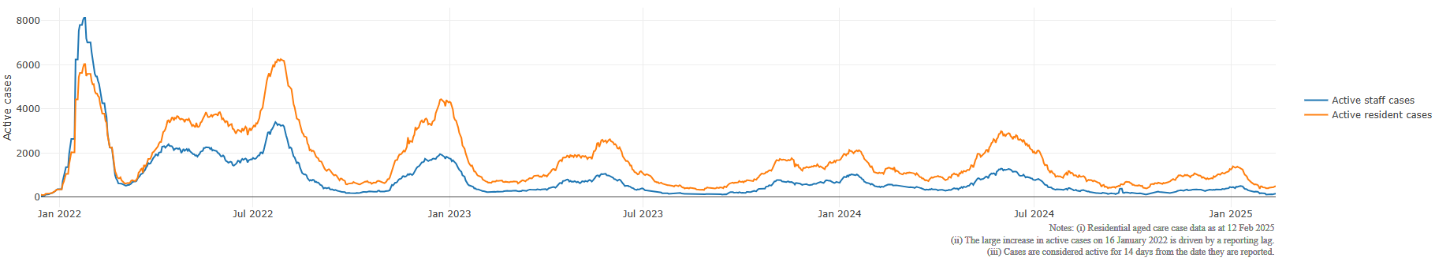 8000
6000
4000
2000
0
Active cases
Jan 2022
Jul 2022
Jan 2023
Jul 2023
Jan 2024
Jul 2024
Jan 2025
Active staff cases
Active resident cases
Notes: (i) Residential aged care case data as at 12 Feb 2025
(ii) The large increase in active cases on 16 January 2022 is driven by a reporting lag.
(iii) Cases are considered active for 14 days from the date they are reported.